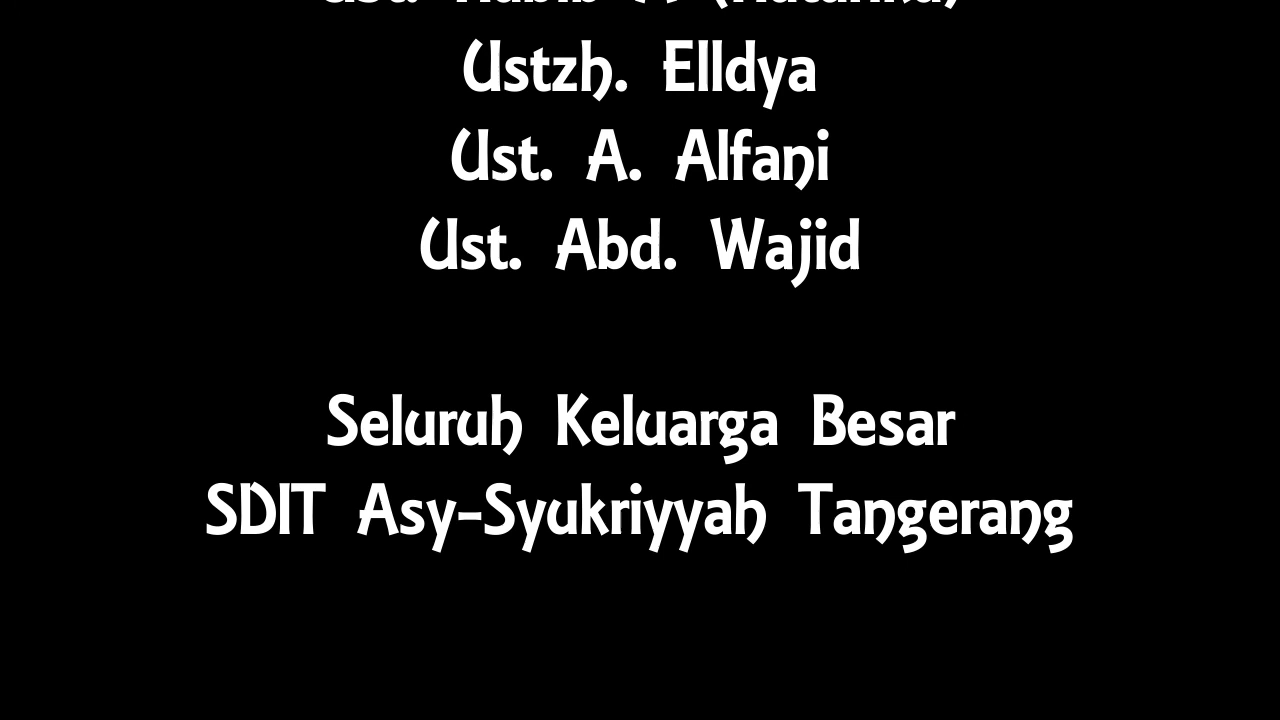 Ustzh. Elldya
Ust. A. Alfani
Ust. Abd. Wajid
Seluruh Keluarga Besar
SDIT Asy-Syukriyyah Tangerang